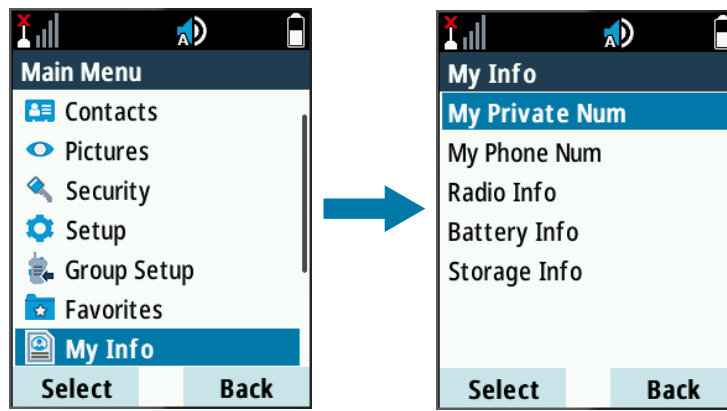 A
Main Menu
Contacts
Pictures
Security
Setup
Group Setup
Favorites
My Info
Select Back
A
My Info
My Private Num
My Phone Num
Radio Info
Battery Info
Storage Info
Select Back